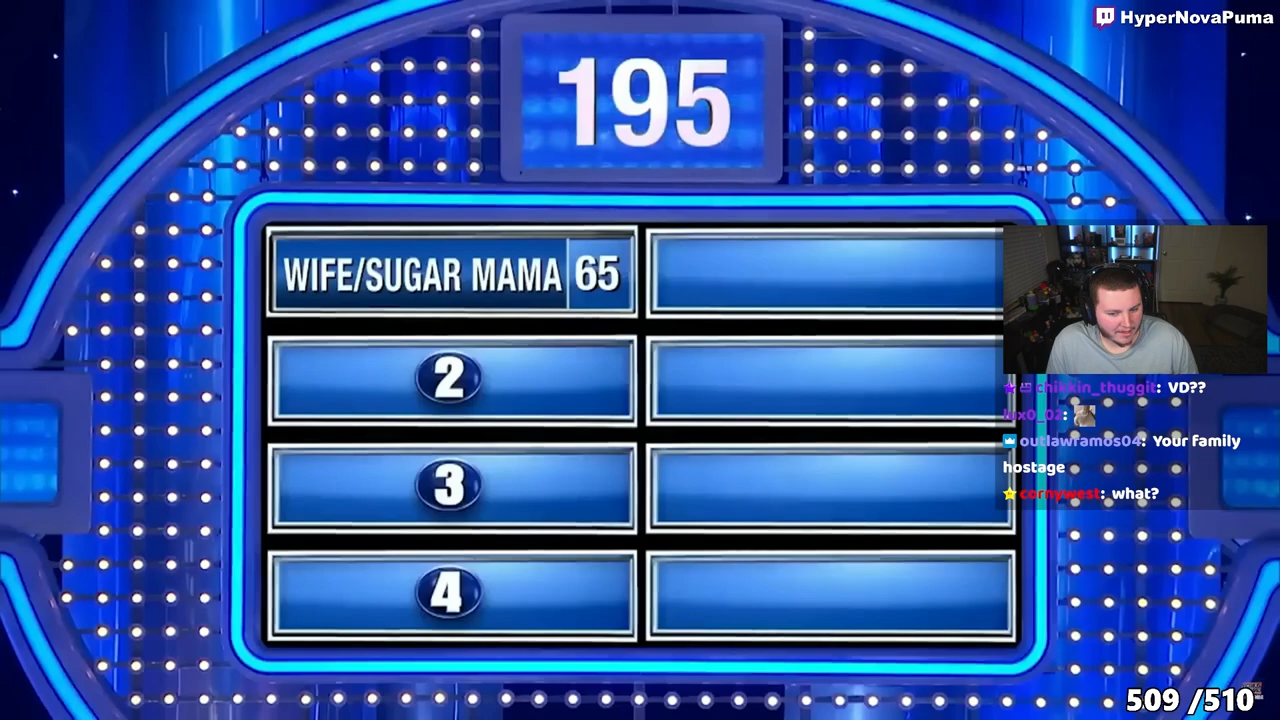 HyperNovaPuma
195
WIFE/SUGAR MAMA 65
2
3
4
chikkin_thuggit: VD??
lux0_02:
outlawramos04: Your family
hostage
cornywest: what?
509 /510